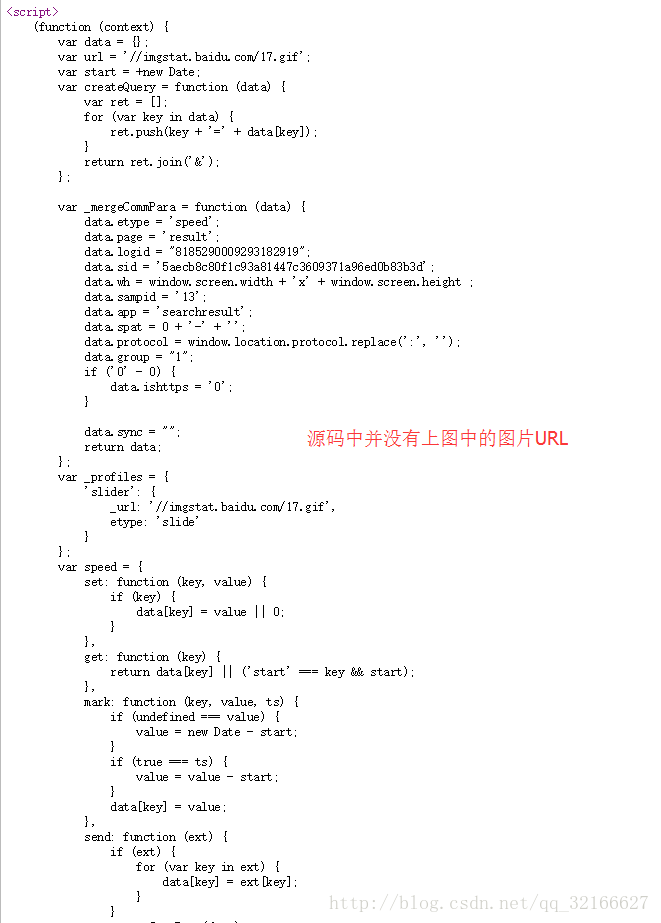 <script>
(function (context) {
var data = {};
var url = '//imgstat.baidu.com/17.gif';
var start = +new Date;
var createQuery = function (data) {
var ret = [];
for (var key in data) {
ret.push(key + '=' + data[key]);
}
return ret.join('&');
};
var _mergeCommPara = function (data) {
data.etype = 'speed';
data.page = 'result';
data.logid = "8185290009293182919";
data.sid = '5aecb8c80f1c93a81447c3609371a96ed0b83b3d';
data.wh = window.screen.width + 'x' + window.screen.height ;
data.sampid = '13';
data.app = 'searchresult';
data.spat = 0 + '-' + '';
data.protocol = window.location.protocol.replace(':', '');
data.group = "1";
if ('0' - 0) {
data.ishttps = '0';
}
data.sync = "";
源码中并没有上图中的图片URL
return data;
};
var _profiles = {
'slider': {
_url: '//imgstat.baidu.com/17.gif',
etype: 'slide'
}
};
var speed = {
set: function (key, value) {
if (key) {
data[key] = value || 0;
}
},
get: function (key) {
return data[key] || ('start' === key && start);
},
mark: function (key, value, ts) {
if (undefined === value) {
value = new Date - start;
}
if (true === ts) {
value = value - start;
}
data[key] = value;
},
send: function (ext) {
if (ext) {
for (var key in ext) {
data[key] = ext[key];
}
}
http://blog.csdn.net/qq_32166627